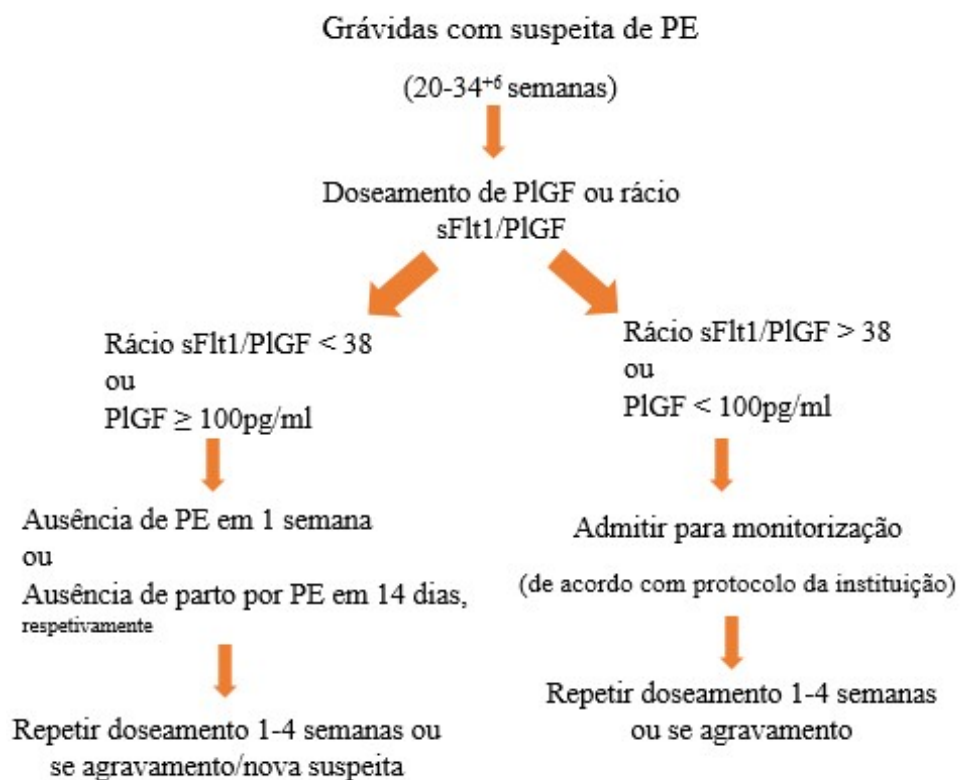 Grávidas com suspeita de PE
(20-34⁺⁶ semanas)
Doseamento de PlGF ou rácio
sFlt1/PlGF
Rácio sFlt1/PlGF < 38
ou
PlGF ≥ 100pg/ml
Rácio sFlt1/PlGF > 38
ou
PlGF < 100pg/ml
Ausência de PE em 1 semana
ou
Ausência de parto por PE em 14 dias,
respetivamente
Admitir para monitorização
(de acordo com protocolo da instituição)
Repetir doseamento 1-4 semanas ou
se agravamento/nova suspeita
Repetir doseamento 1-4 semanas
ou se agravamento